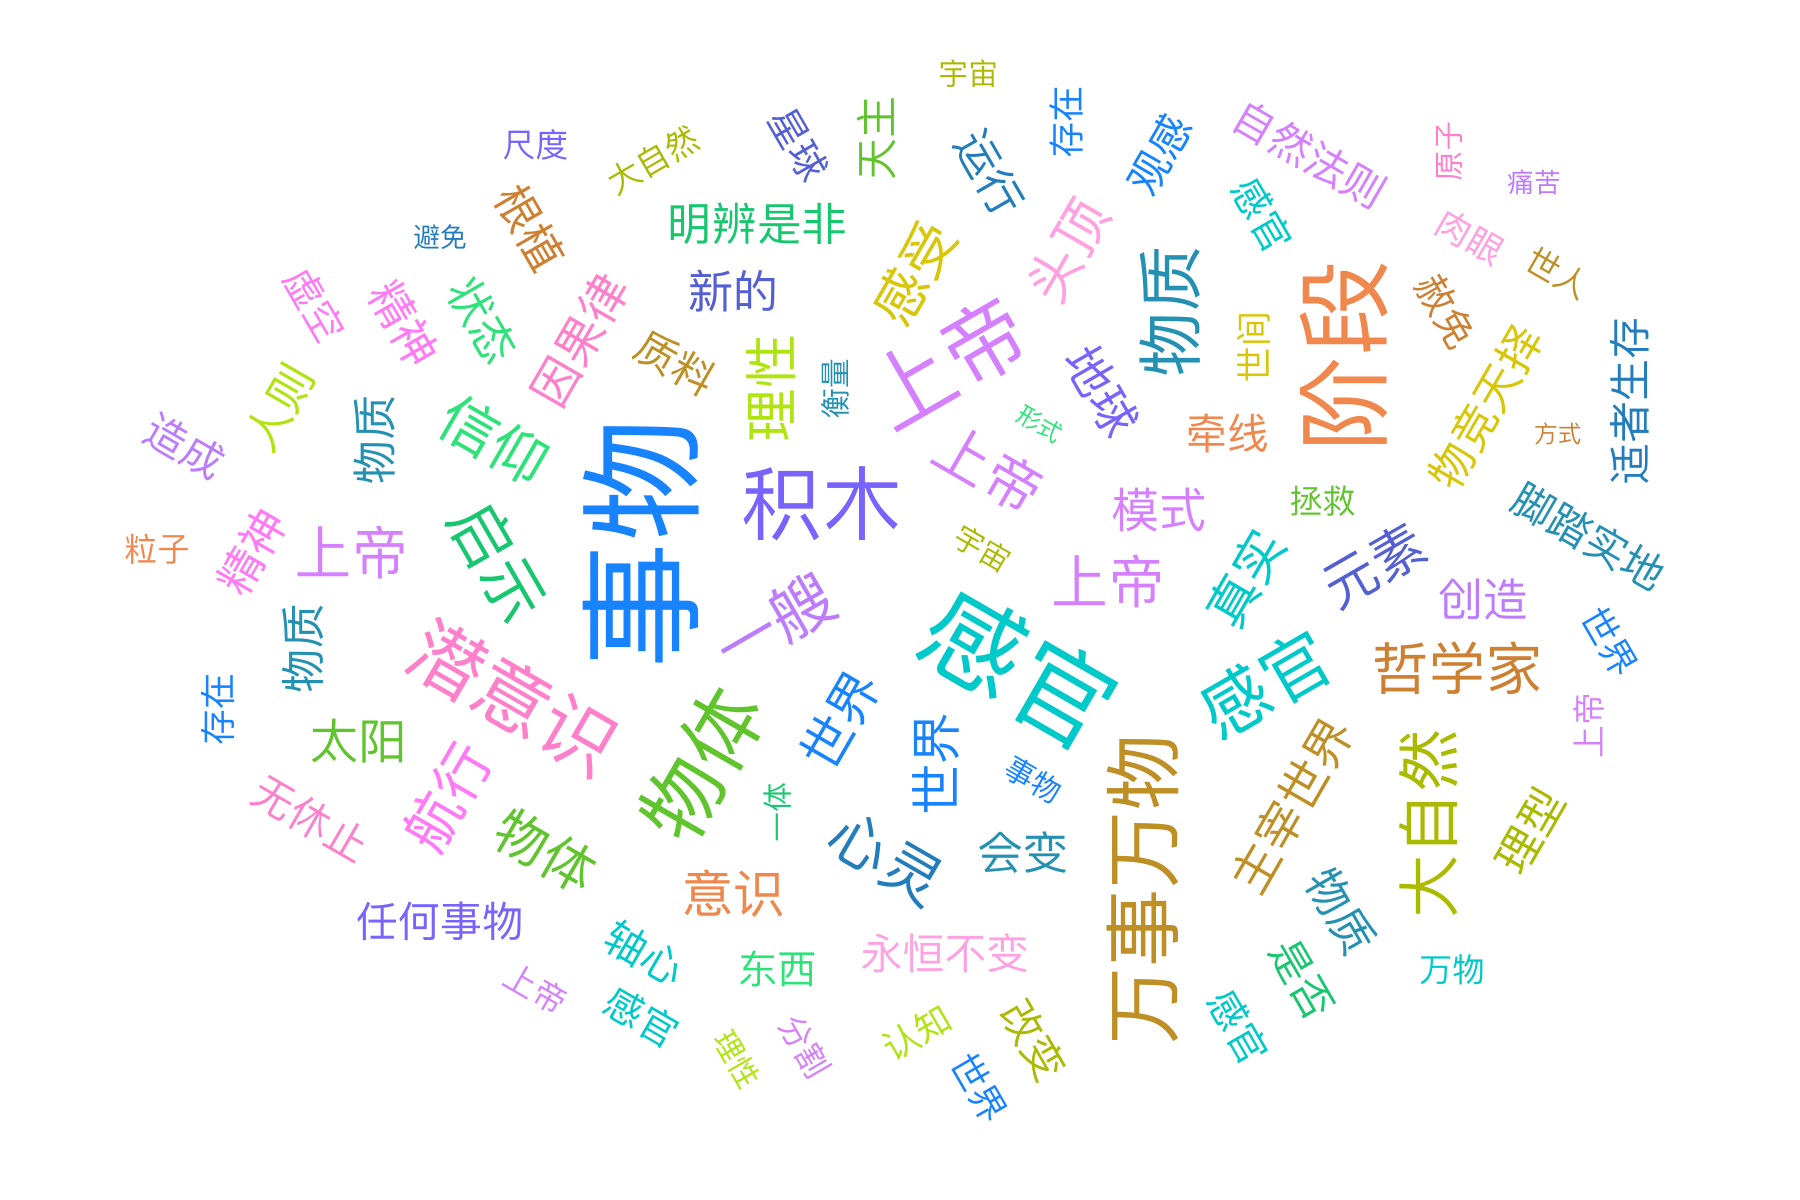 宇宙
存在
天主
星球
观感
自然法则
尺度
大自然
运行
原子
痛苦
感官
根植
明辨是非
头顶
肉眼
避免
感受
世人
新的
物质
虚空
精神
状态
因果律
阶段
赦免
质料
理性
上帝
世间
衡量
地球
物竞天择
适者生存
人则
形式
牵线
方式
造成
物质
信仰
上帝
积木
模式
拯救
事物
脚踏实地
粒子
精神
上帝
启示
宇宙
上帝
真实
元素
创造
一艘
感官
世界
物质
潜意识
感官
哲学家
存在
太阳
物体
世界
世界
上帝
事物
万事万物
主宰世界
大自然
航行
无休止
物体
一体
心灵
会变
理型
意识
任何事物
物质
轴心
东西
永恒不变
是否
万物
上帝
感官
理性
分割
认知
改变
感官
世界